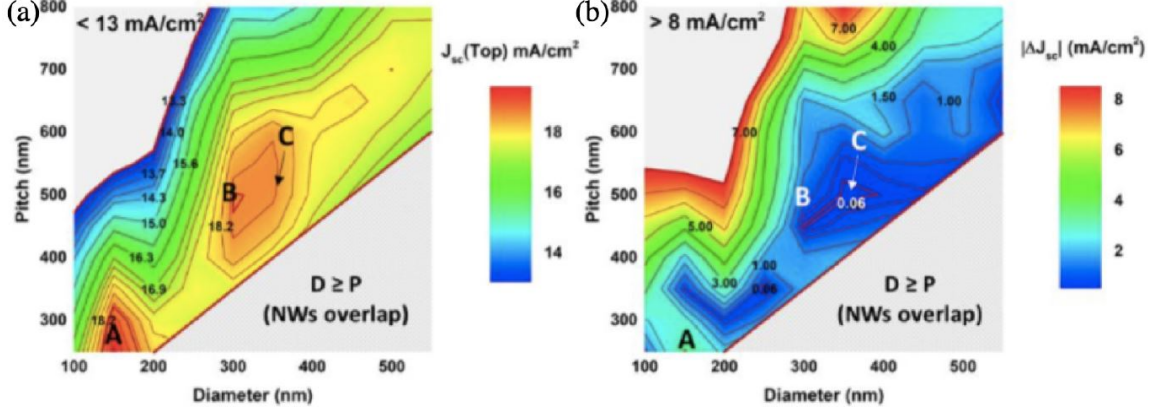 (a)
< 13 mA/cm²
800
700
600
500
400
300
Pitch (nm)
13.3
14.0
15.6
13.7
14.3
15.0
16.3
16.9
18.2
18.2
A
B
C
D ≥ P
(NWs overlap)
100 200 300 400 500
Diameter (nm)
Jsc(Top) mA/cm²
18
16
14
(b)
> 8 mA/cm²
800
700
600
500
400
300
Pitch (nm)
7.00
4.00
1.50
1.00
7.00
5.00
3.00
1.00
0.06
0.06
A
B
C
D ≥ P
(NWs overlap)
100 200 300 400 500
Diameter (nm)
|ΔJsc| (mA/cm²)
8
6
4
2